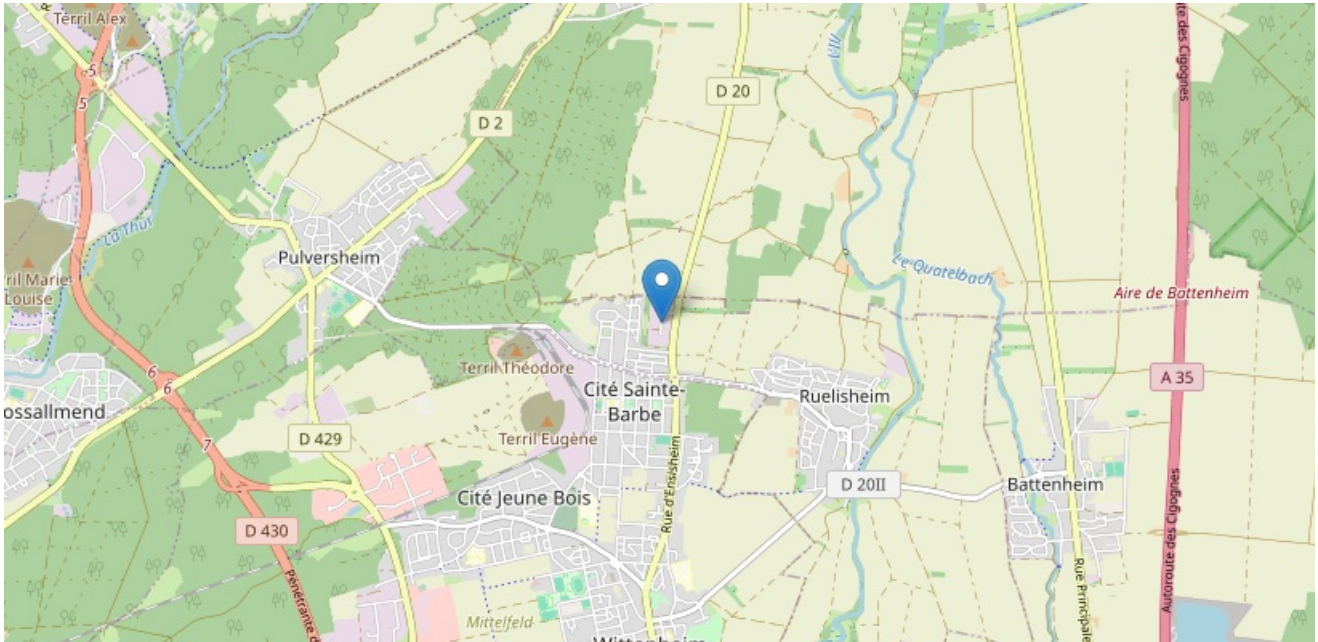 Terril Alex
5
5
D 20
L'Ill
D 2
Autoroute des Cigognes
La Thur
Pulversheim
Le Quatelbach
Aire de Battenheim
Marie
Louise
Terril Théodore
6
6
A 35
Cité Sainte-
Barbe
Ruelisheim
ossallmend
Terril Eugène
D 429
7
Rue d'Ensisheim
D 20II
Battenheim
Cité Jeune Bois
D 430
Autoroute des Cigognes
Rue Principale
Pénétrante d
Mittelfeld
Wittenheim